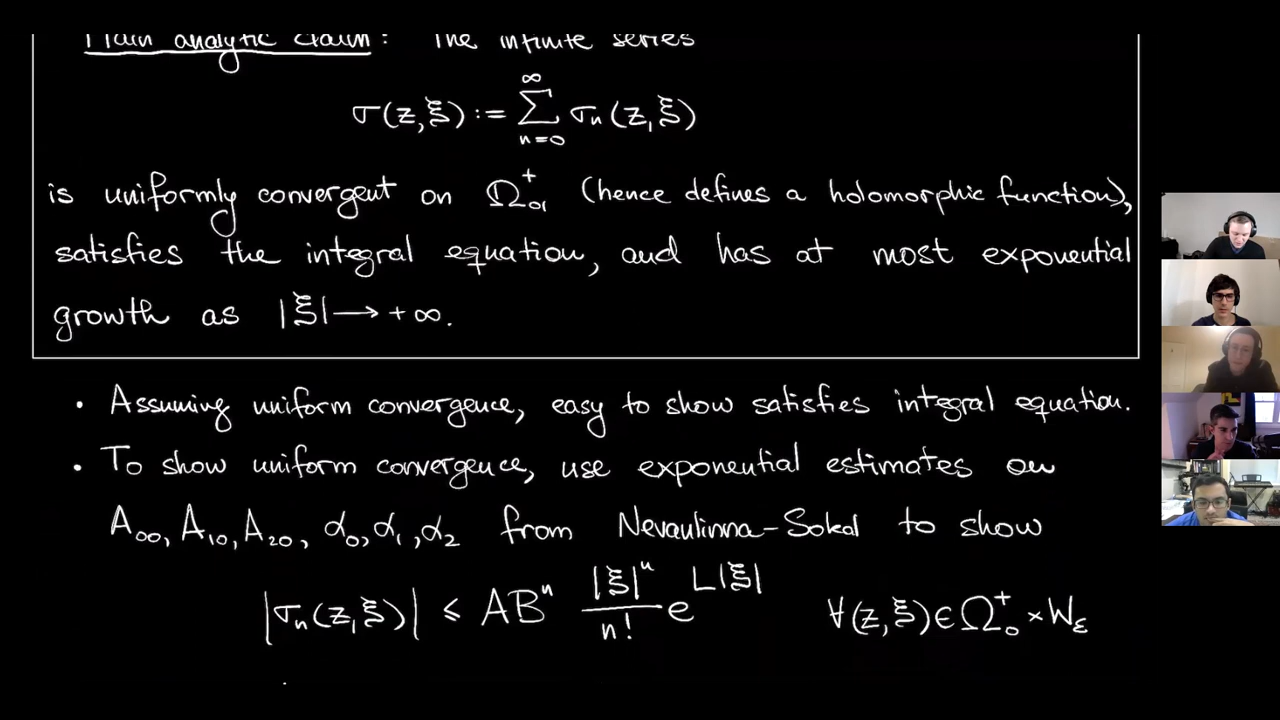 Main analytic claim: The infinite series
σ(z,ξ) := ∑_{n=0}^{∞} σ_n(z,ξ)
is uniformly convergent on Ω_{01}^+ (hence defines a holomorphic function),
satisfies the integral equation, and has at most exponential
growth as |ξ| → +∞.
• Assuming uniform convergence, easy to show satisfies integral equation.
• To show uniform convergence, use exponential estimates on
A_{00}, A_{10}, A_{20}, α_0, α_1, α_2 from Nevanlinna-Sokal to show
|σ_n(z,ξ)| ≤ AB^n |ξ|^n/n! e^{L|ξ|} ∀(z,ξ) ∈ Ω_0^+ × W_ε